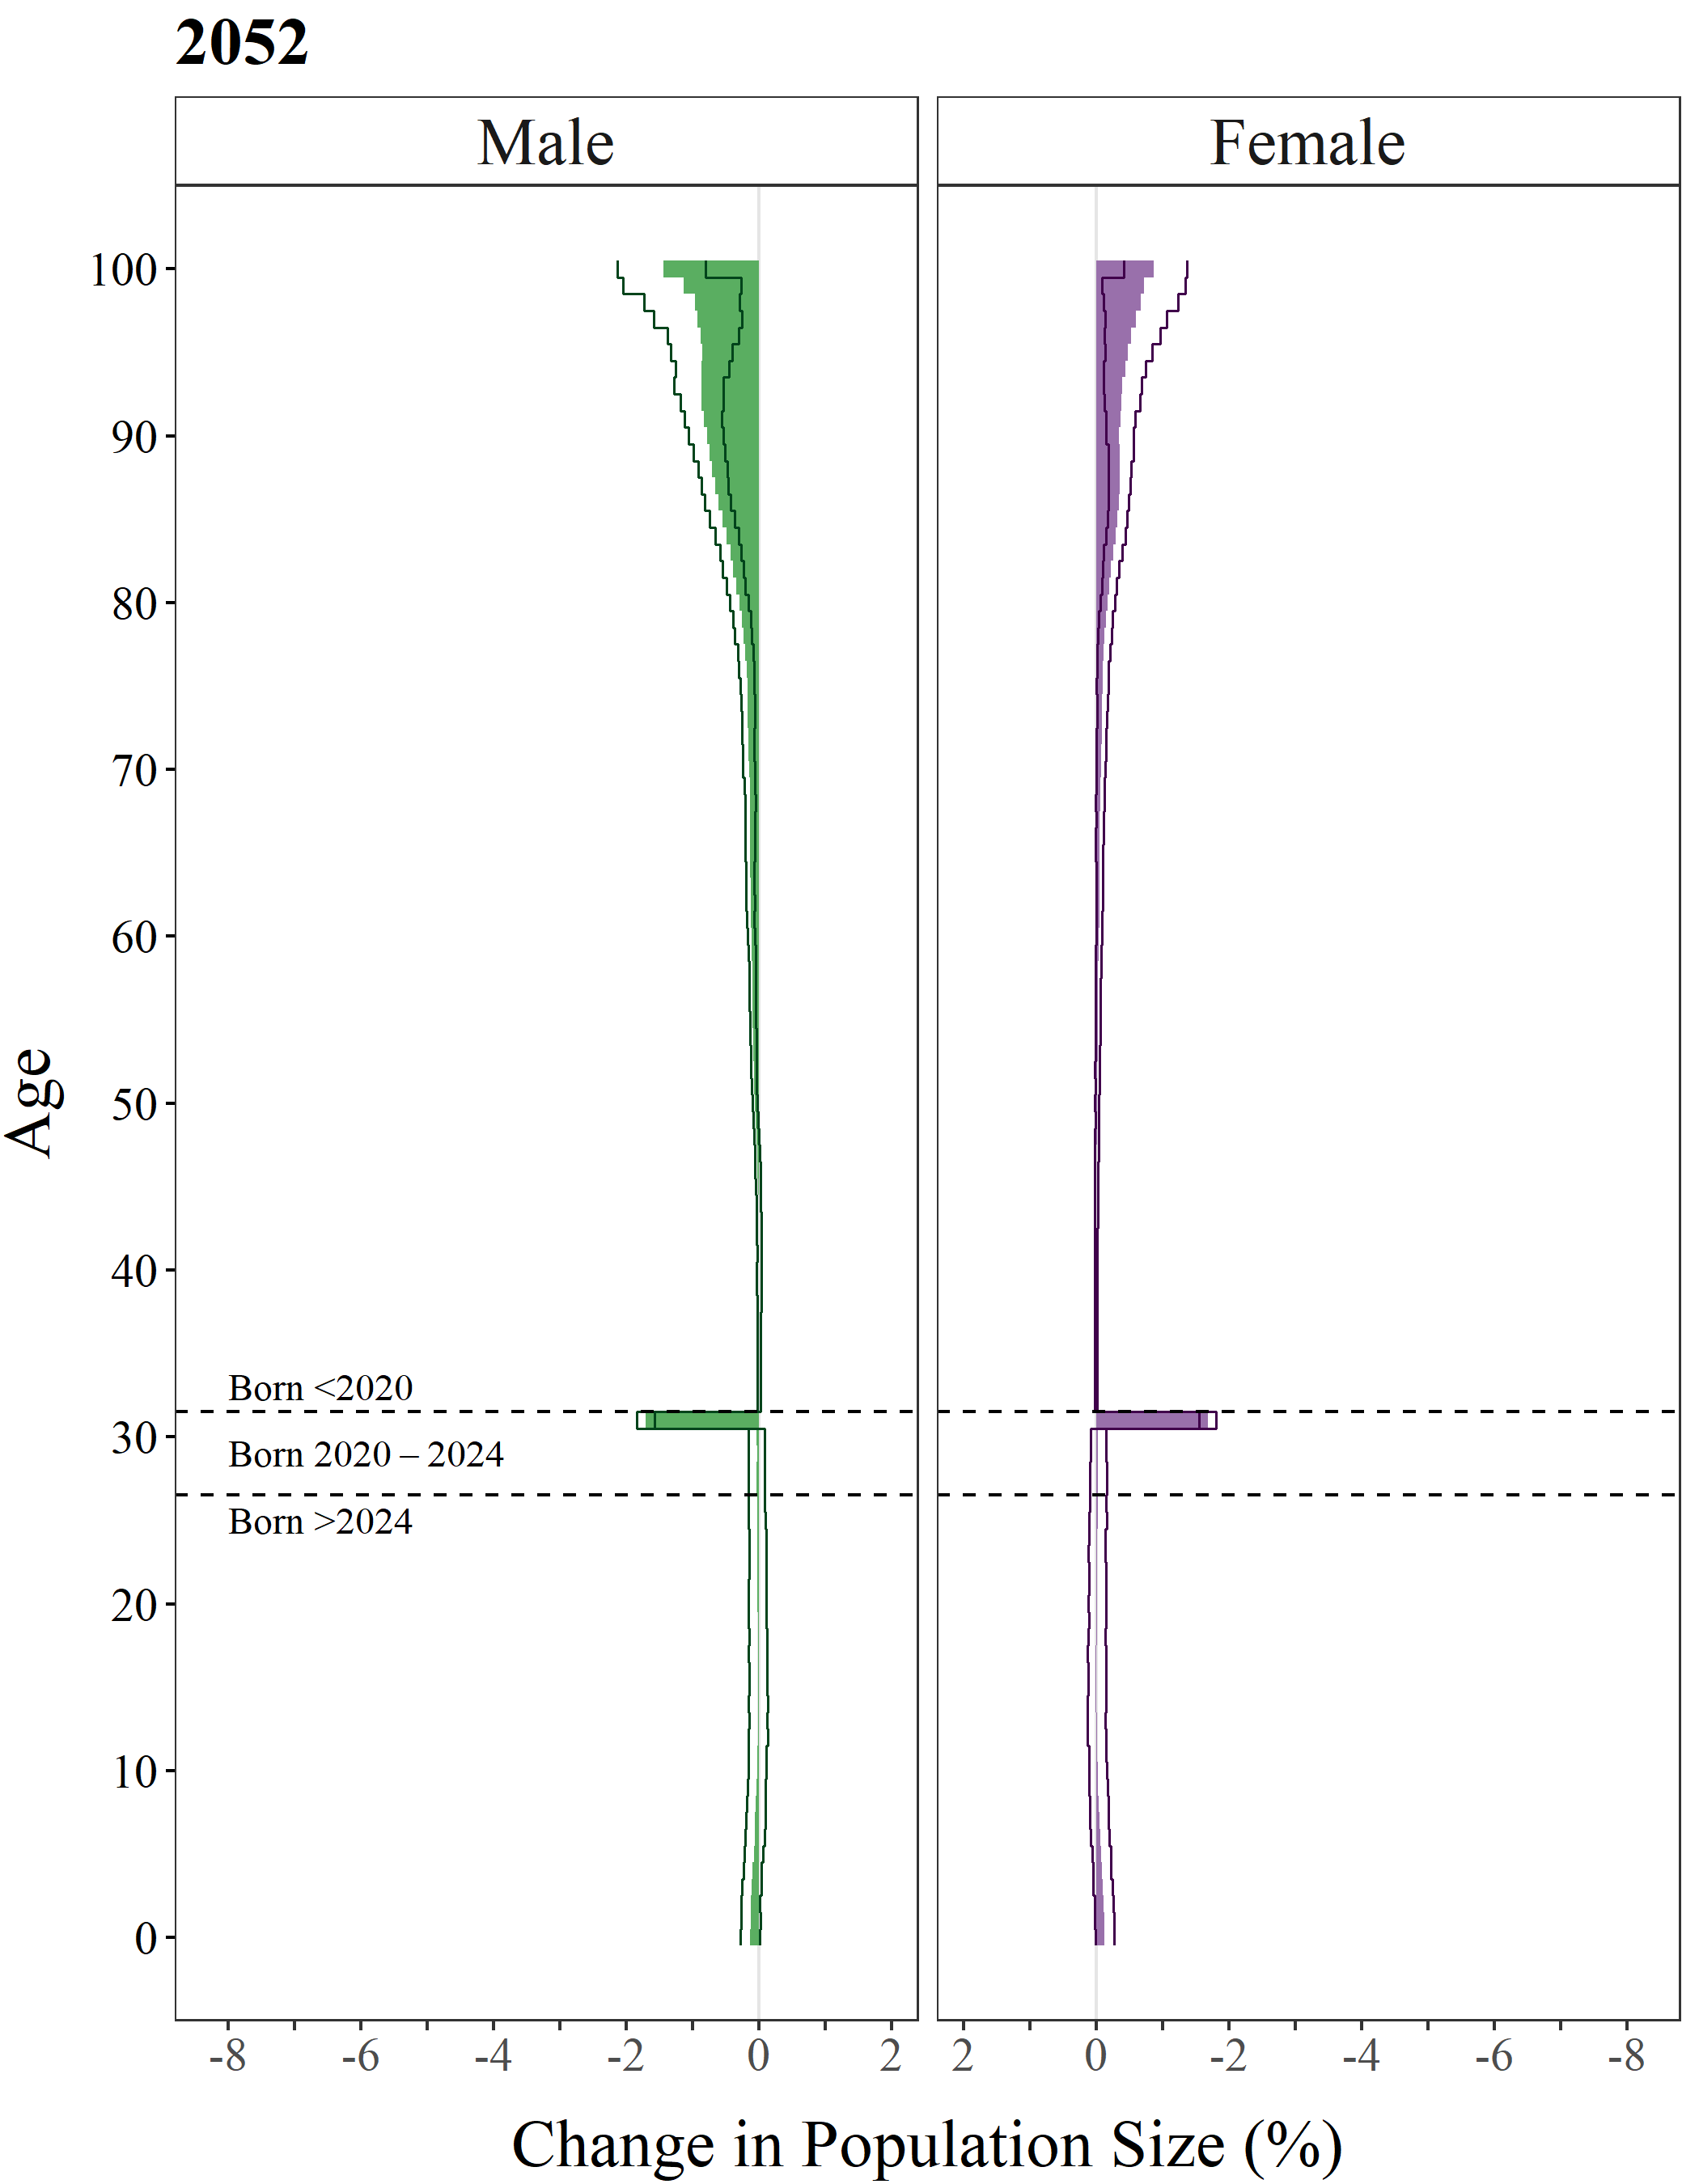 2052
Male
Female
100
90
80
70
60
50
40
30
20
10
0
Age
Born <2020
Born 2020 – 2024
Born >2024
-8 -6 -4 -2 0 2
2 0 -2 -4 -6 -8
Change in Population Size (%)